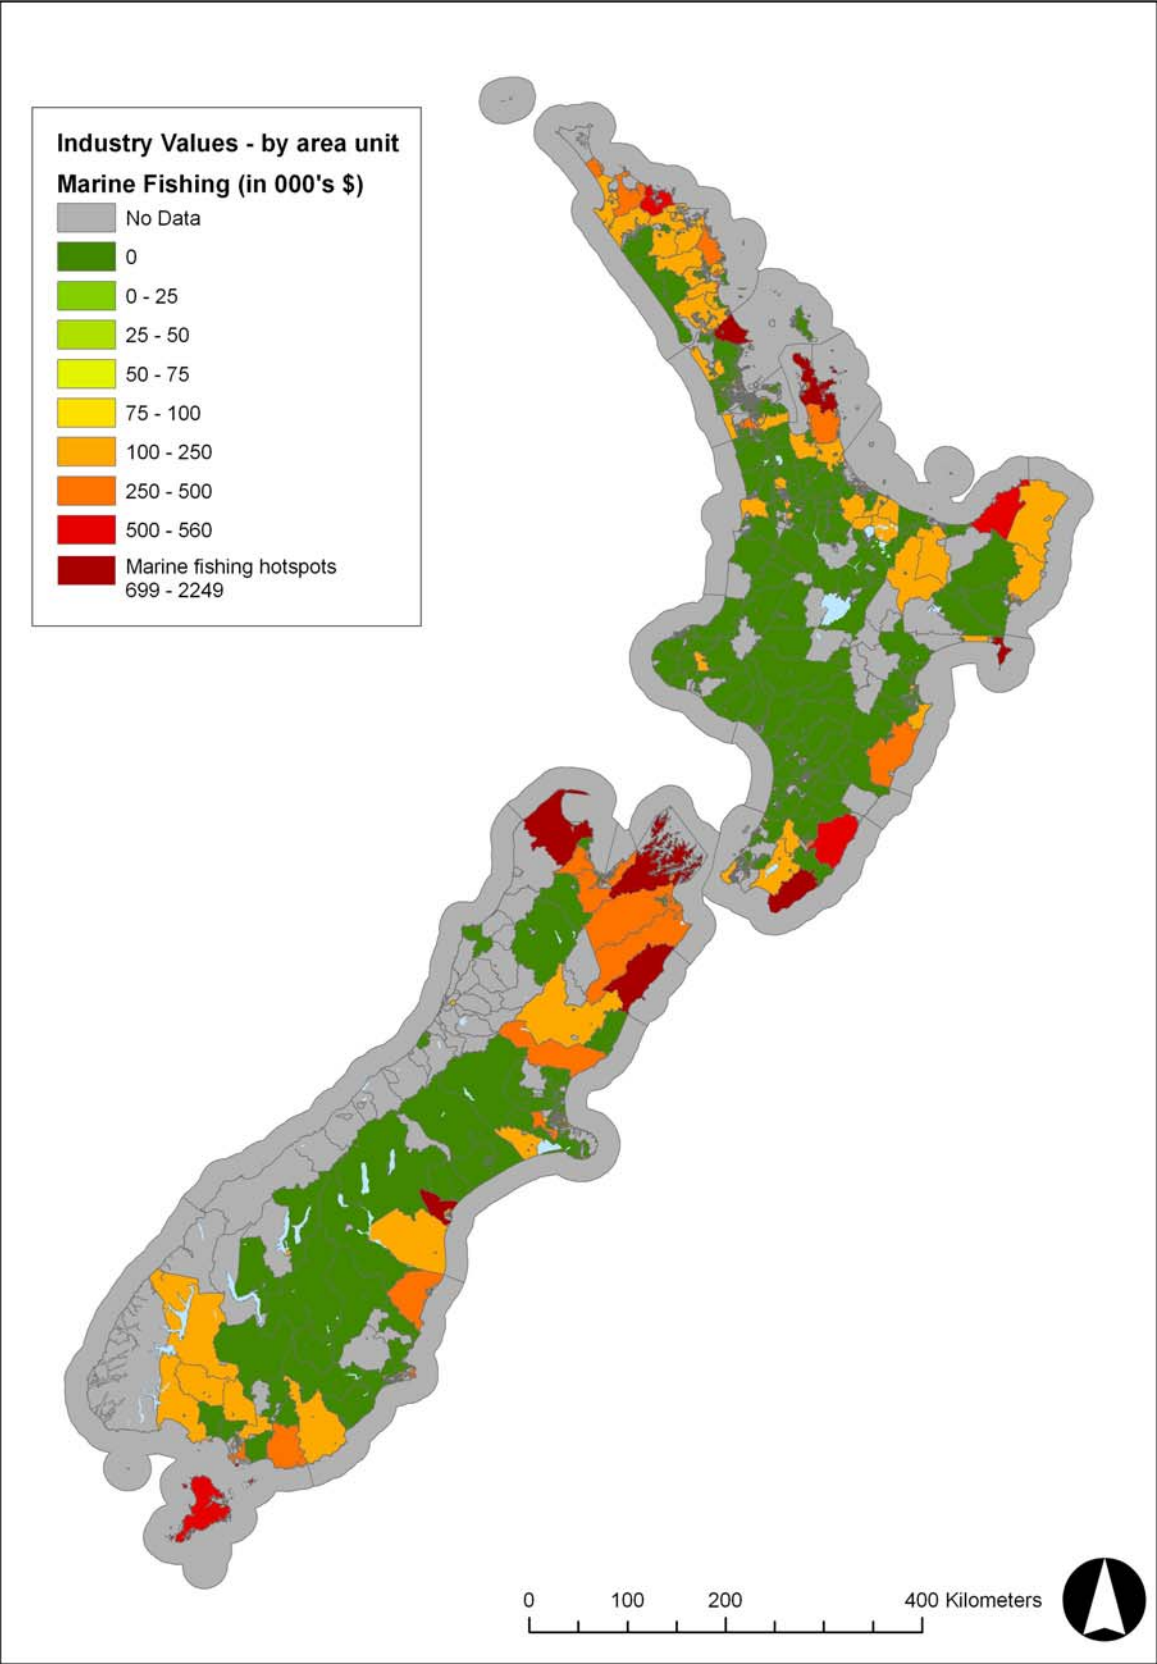 Industry Values - by area unit
Marine Fishing (in 000's $)
No Data
0
0 - 25
25 - 50
50 - 75
75 - 100
100 - 250
250 - 500
500 - 560
Marine fishing hotspots
699 - 2249
0 100 200 400 Kilometers